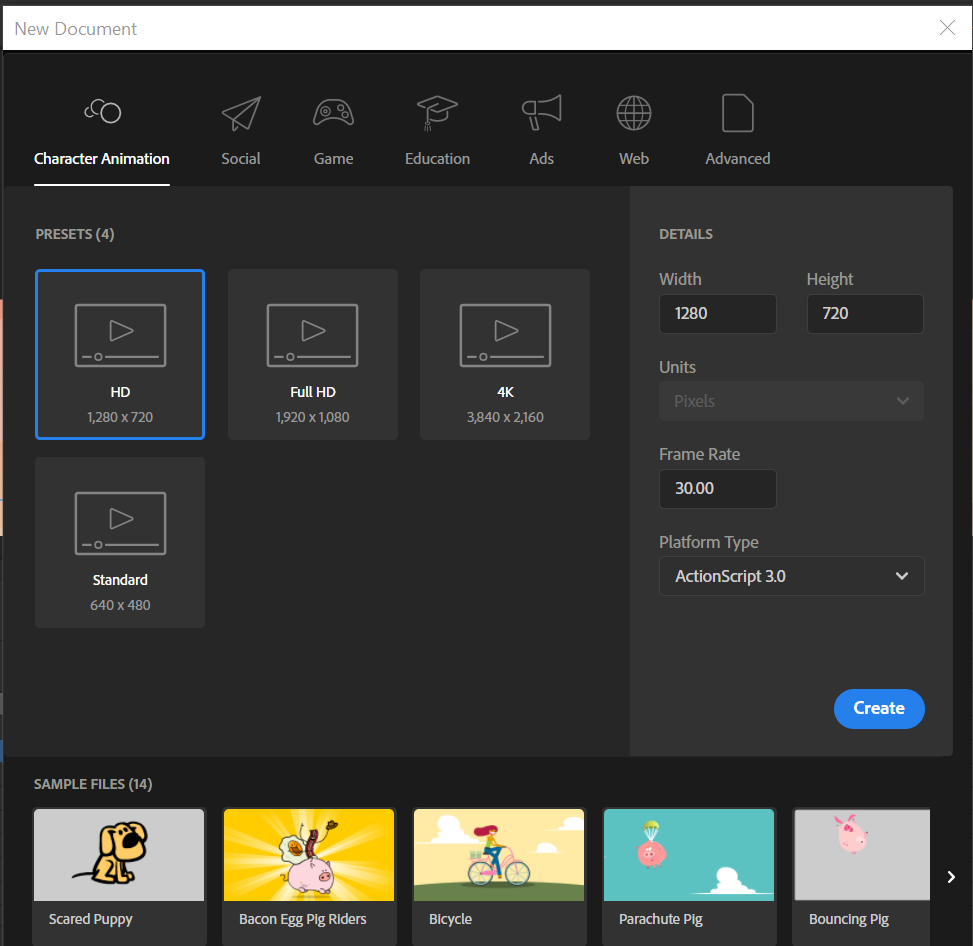 New Document
Character Animation
Social
Game
Education
Ads
Web
Advanced
PRESETS (4)
HD
1,280 x 720
Full HD
1,920 x 1,080
4K
3,840 x 2,160
Standard
640 x 480
DETAILS
Width
Height
1280
720
Units
Pixels
Frame Rate
30.00
Platform Type
ActionScript 3.0
Create
SAMPLE FILES (14)
Scared Puppy
Bacon Egg Pig Riders
Bicycle
Parachute Pig
Bouncing Pig